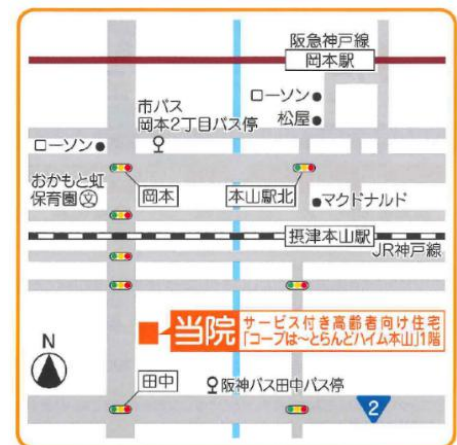 阪急神戸線
岡本駅
ローソン
市バス
岡本2丁目バス停
松屋
ローソン
岡本
本山駅北
おかもと虹
保育園
文
マクドナルド
摂津本山駅
JR神戸線
当院
サービス付き高齢者向け住宅
「コープは〜とらんどハイム本山」1階
N
田中
阪神バス田中バス停
2